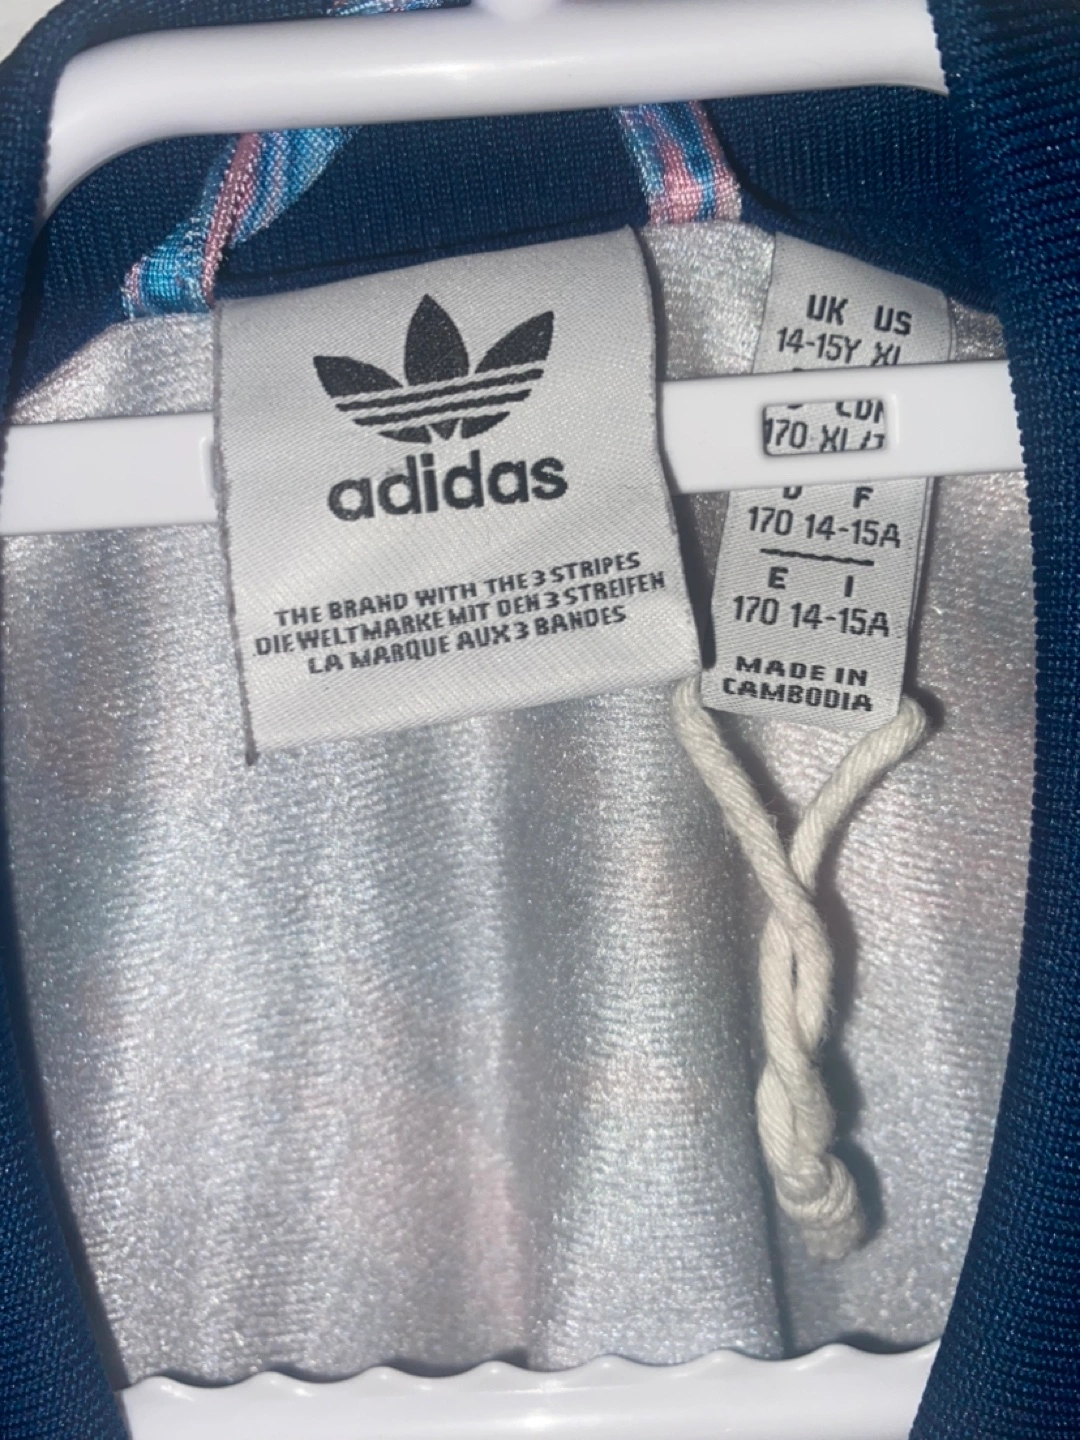 adidas
THE BRAND WITH THE 3 STRIPES
DIE WELTMARKE MIT DEN 3 STREIFEN
LA MARQUE AUX 3 BANDES
UK US
14-15Y XL
170 XL
F
170 14-15A
E I
170 14-15A
MADE IN
CAMBODIA